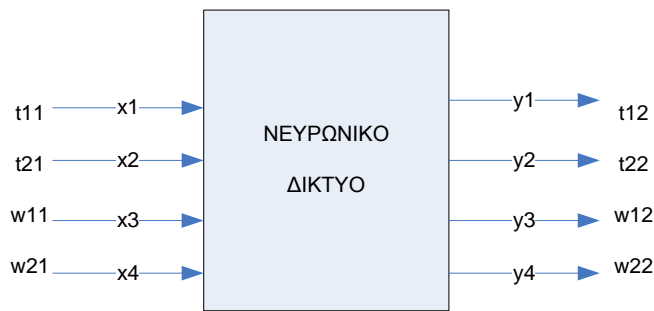 t11 x1 y1 t12
ΝΕΥΡΩΝΙΚΟ
t21 x2 y2 t22
ΔΙΚΤΥΟ
w11 x3 y3 w12
w21 x4 y4 w22